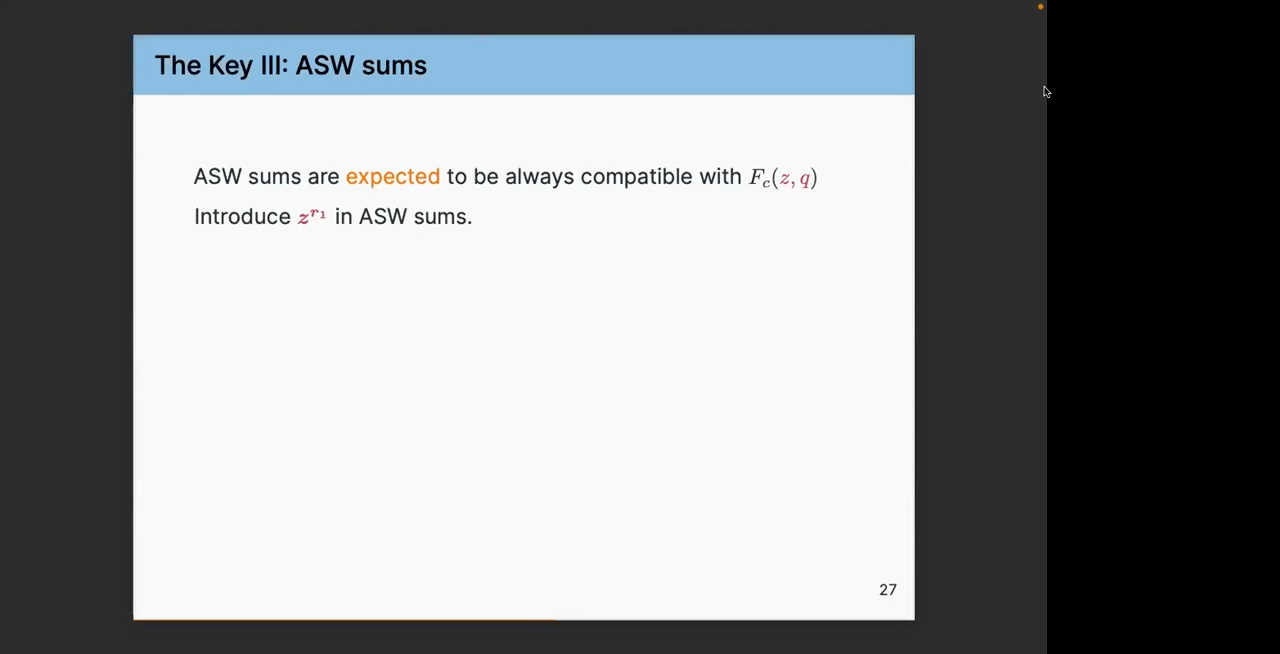 The Key III: ASW sums
ASW sums are expected to be always compatible with $F_c(z, q)$
Introduce $z^{r_1}$ in ASW sums.
27